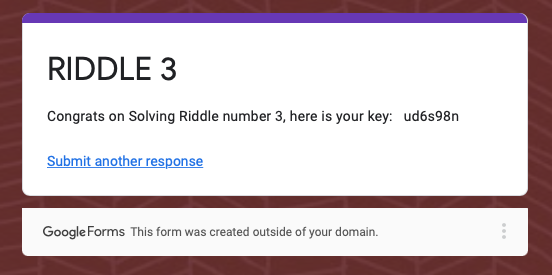 RIDDLE 3
Congrats on Solving Riddle number 3, here is your key: ud6s98n
Submit another response
Google Forms This form was created outside of your domain.